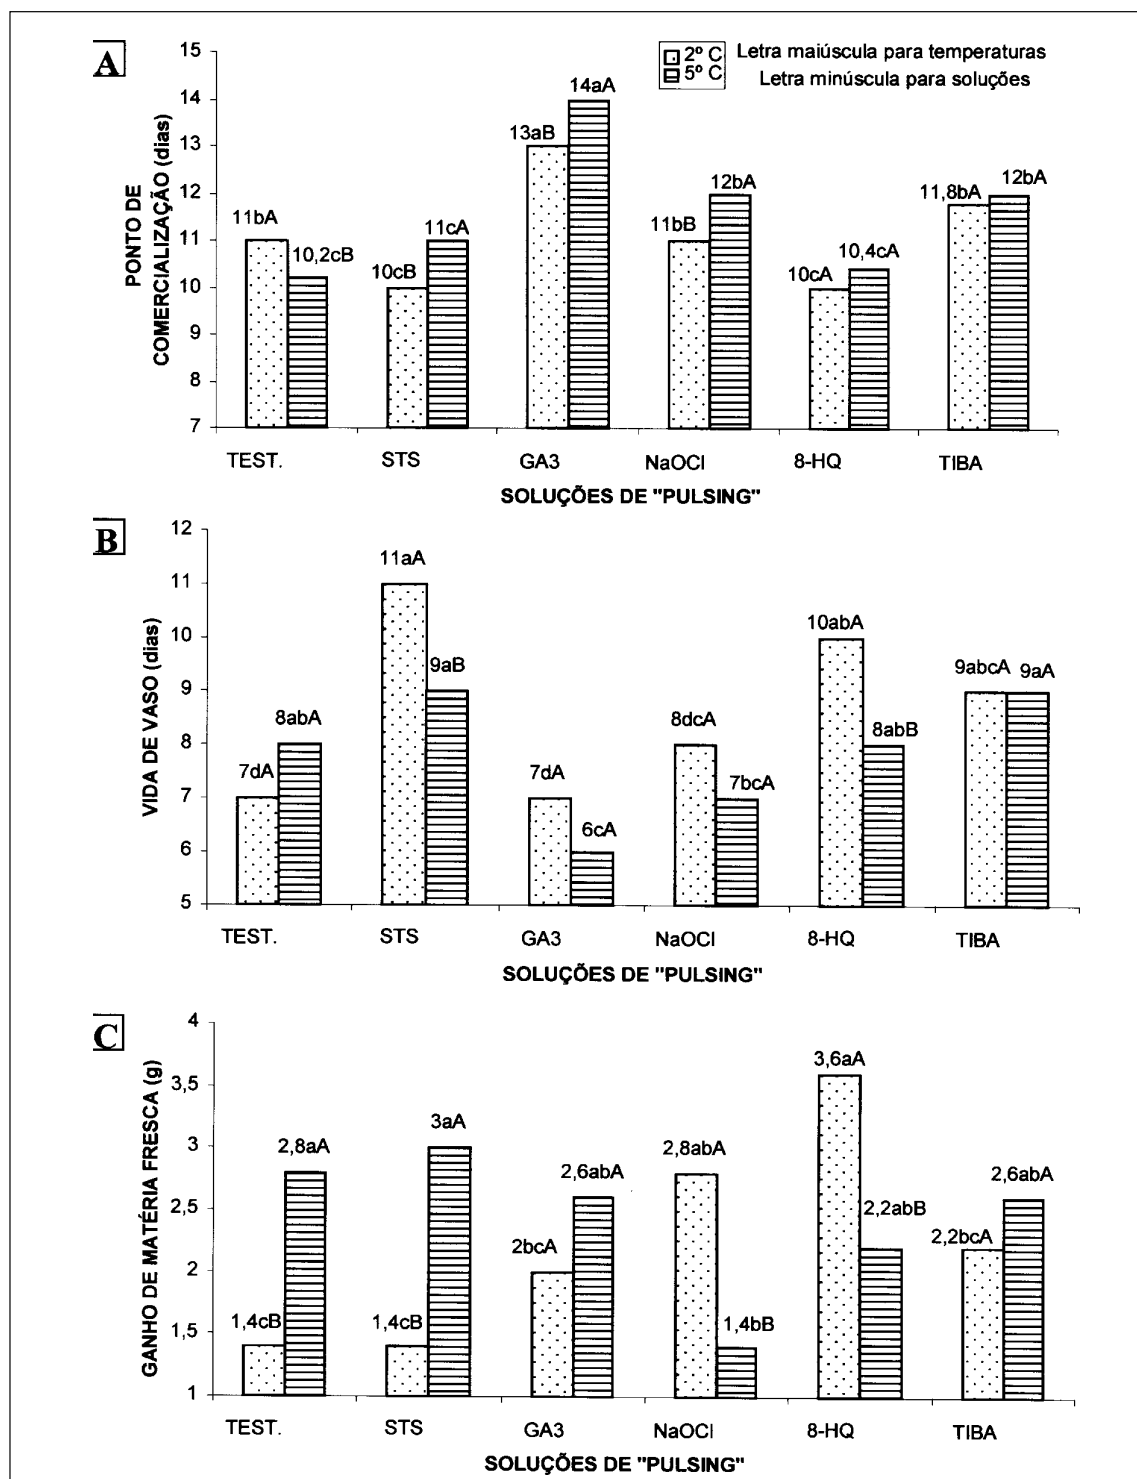 A
15
14
13
12
11
10
9
8
7
PONTO DE
COMERCIALIZAÇÃO (dias)
2º C
5º C
Letra maiúscula para temperaturas
Letra minúscula para soluções
11bA
10,2cB
10cB
11cA
13aB
14aA
11bB
12bA
10cA
10,4cA
11,8bA
12bA
TEST.
STS
GA3
NaOCl
8-HQ
TIBA
SOLUÇÕES DE "PULSING"
B
12
11
10
9
8
7
6
5
VIDA DE VASO (dias)
7dA
8abA
11aA
9aB
7dA
6cA
8dcA
7bcA
10abA
8abB
9abcA
9aA
TEST.
STS
GA3
NaOCl
8-HQ
TIBA
SOLUÇÕES DE "PULSING"
C
4
3,5
3
2,5
2
1,5
1
GANHO DE MATÉRIA FRESCA (g)
1,4cB
2,8aA
1,4cB
3aA
2bcA
2,6abA
2,8abA
1,4bB
3,6aA
2,2abB
2,2bcA
2,6abA
TEST.
STS
GA3
NaOCl
8-HQ
TIBA
SOLUÇÕES DE "PULSING"